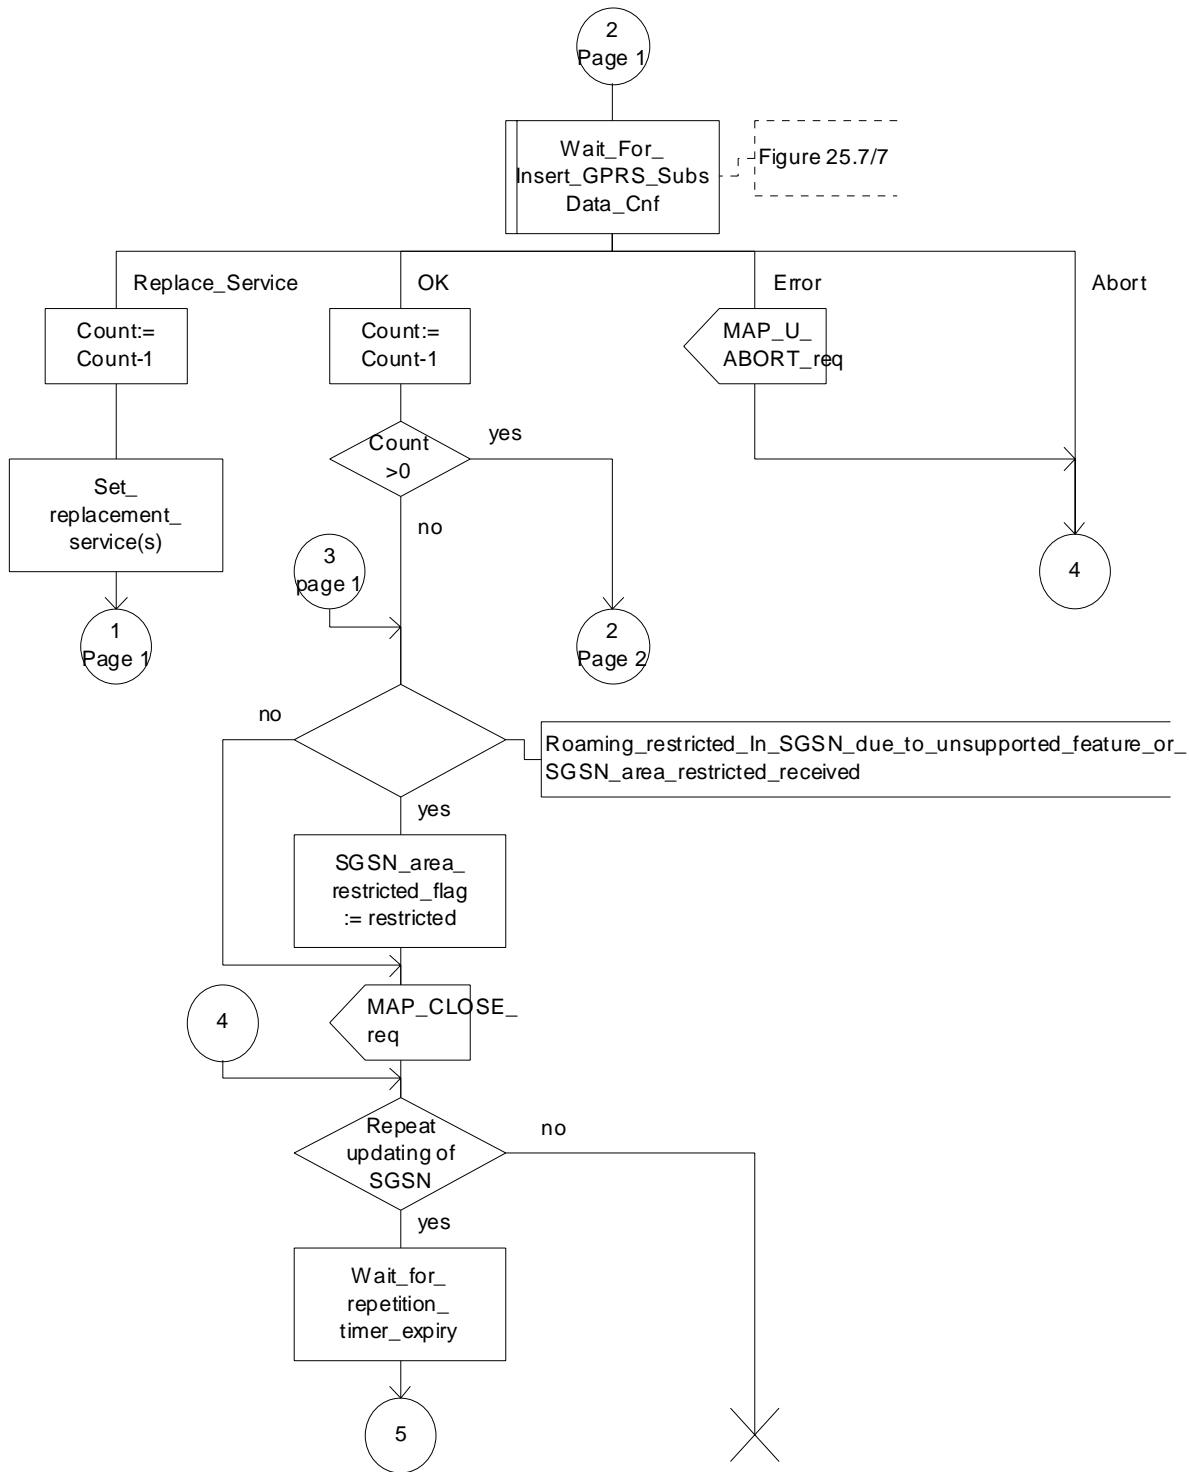 2
Page 1
Wait_For_
Insert_GPRS_Subs
Data_Cnf
Figure 25.7/7
Replace_Service
OK
Error
Abort
Count:=
Count-1
Count:=
Count-1
MAP_U_
ABORT_req
Count
>0
yes
Set_
replacement_
service(s)
no
3
page 1
4
1
Page 1
2
Page 2
no
Roaming_restricted_In_SGSN_due_to_unsupported_feature_or_
SGSN_area_restricted_received
yes
SGSN_area_
restricted_flag
:= restricted
4
MAP_CLOSE_
req
Repeat
updating of
SGSN
no
yes
Wait_for_
repetition_
timer_expiry
5